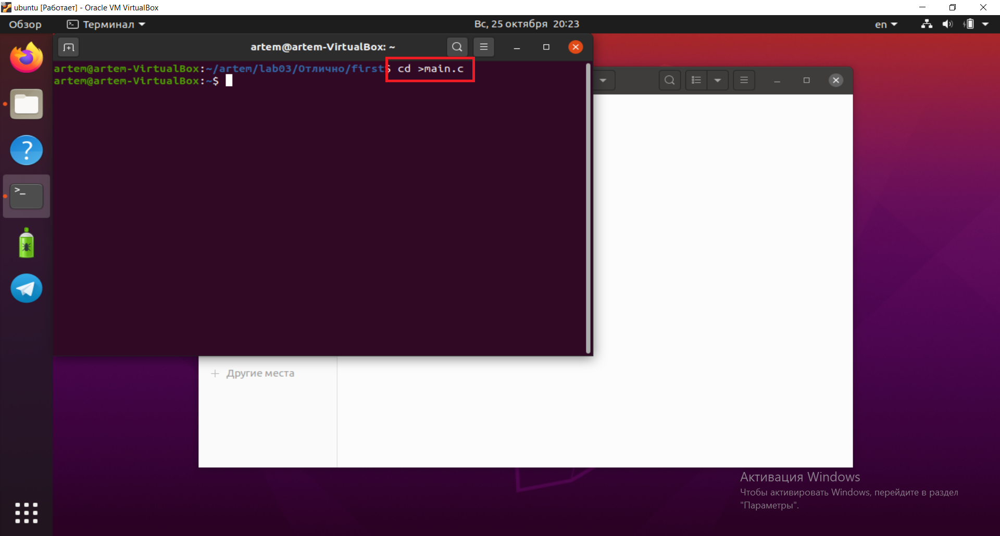 ubuntu [Работает] - Oracle VM VirtualBox
Обзор
Терминал
Вс, 25 октября 20:23
en
artem@artem-VirtualBox: ~
artem@artem-VirtualBox:~/artem/lab03/Отлично/first$ cd >main.c
artem@artem-VirtualBox:~$
Другие места
Активация Windows
Чтобы активировать Windows, перейдите в раздел
"Параметры".